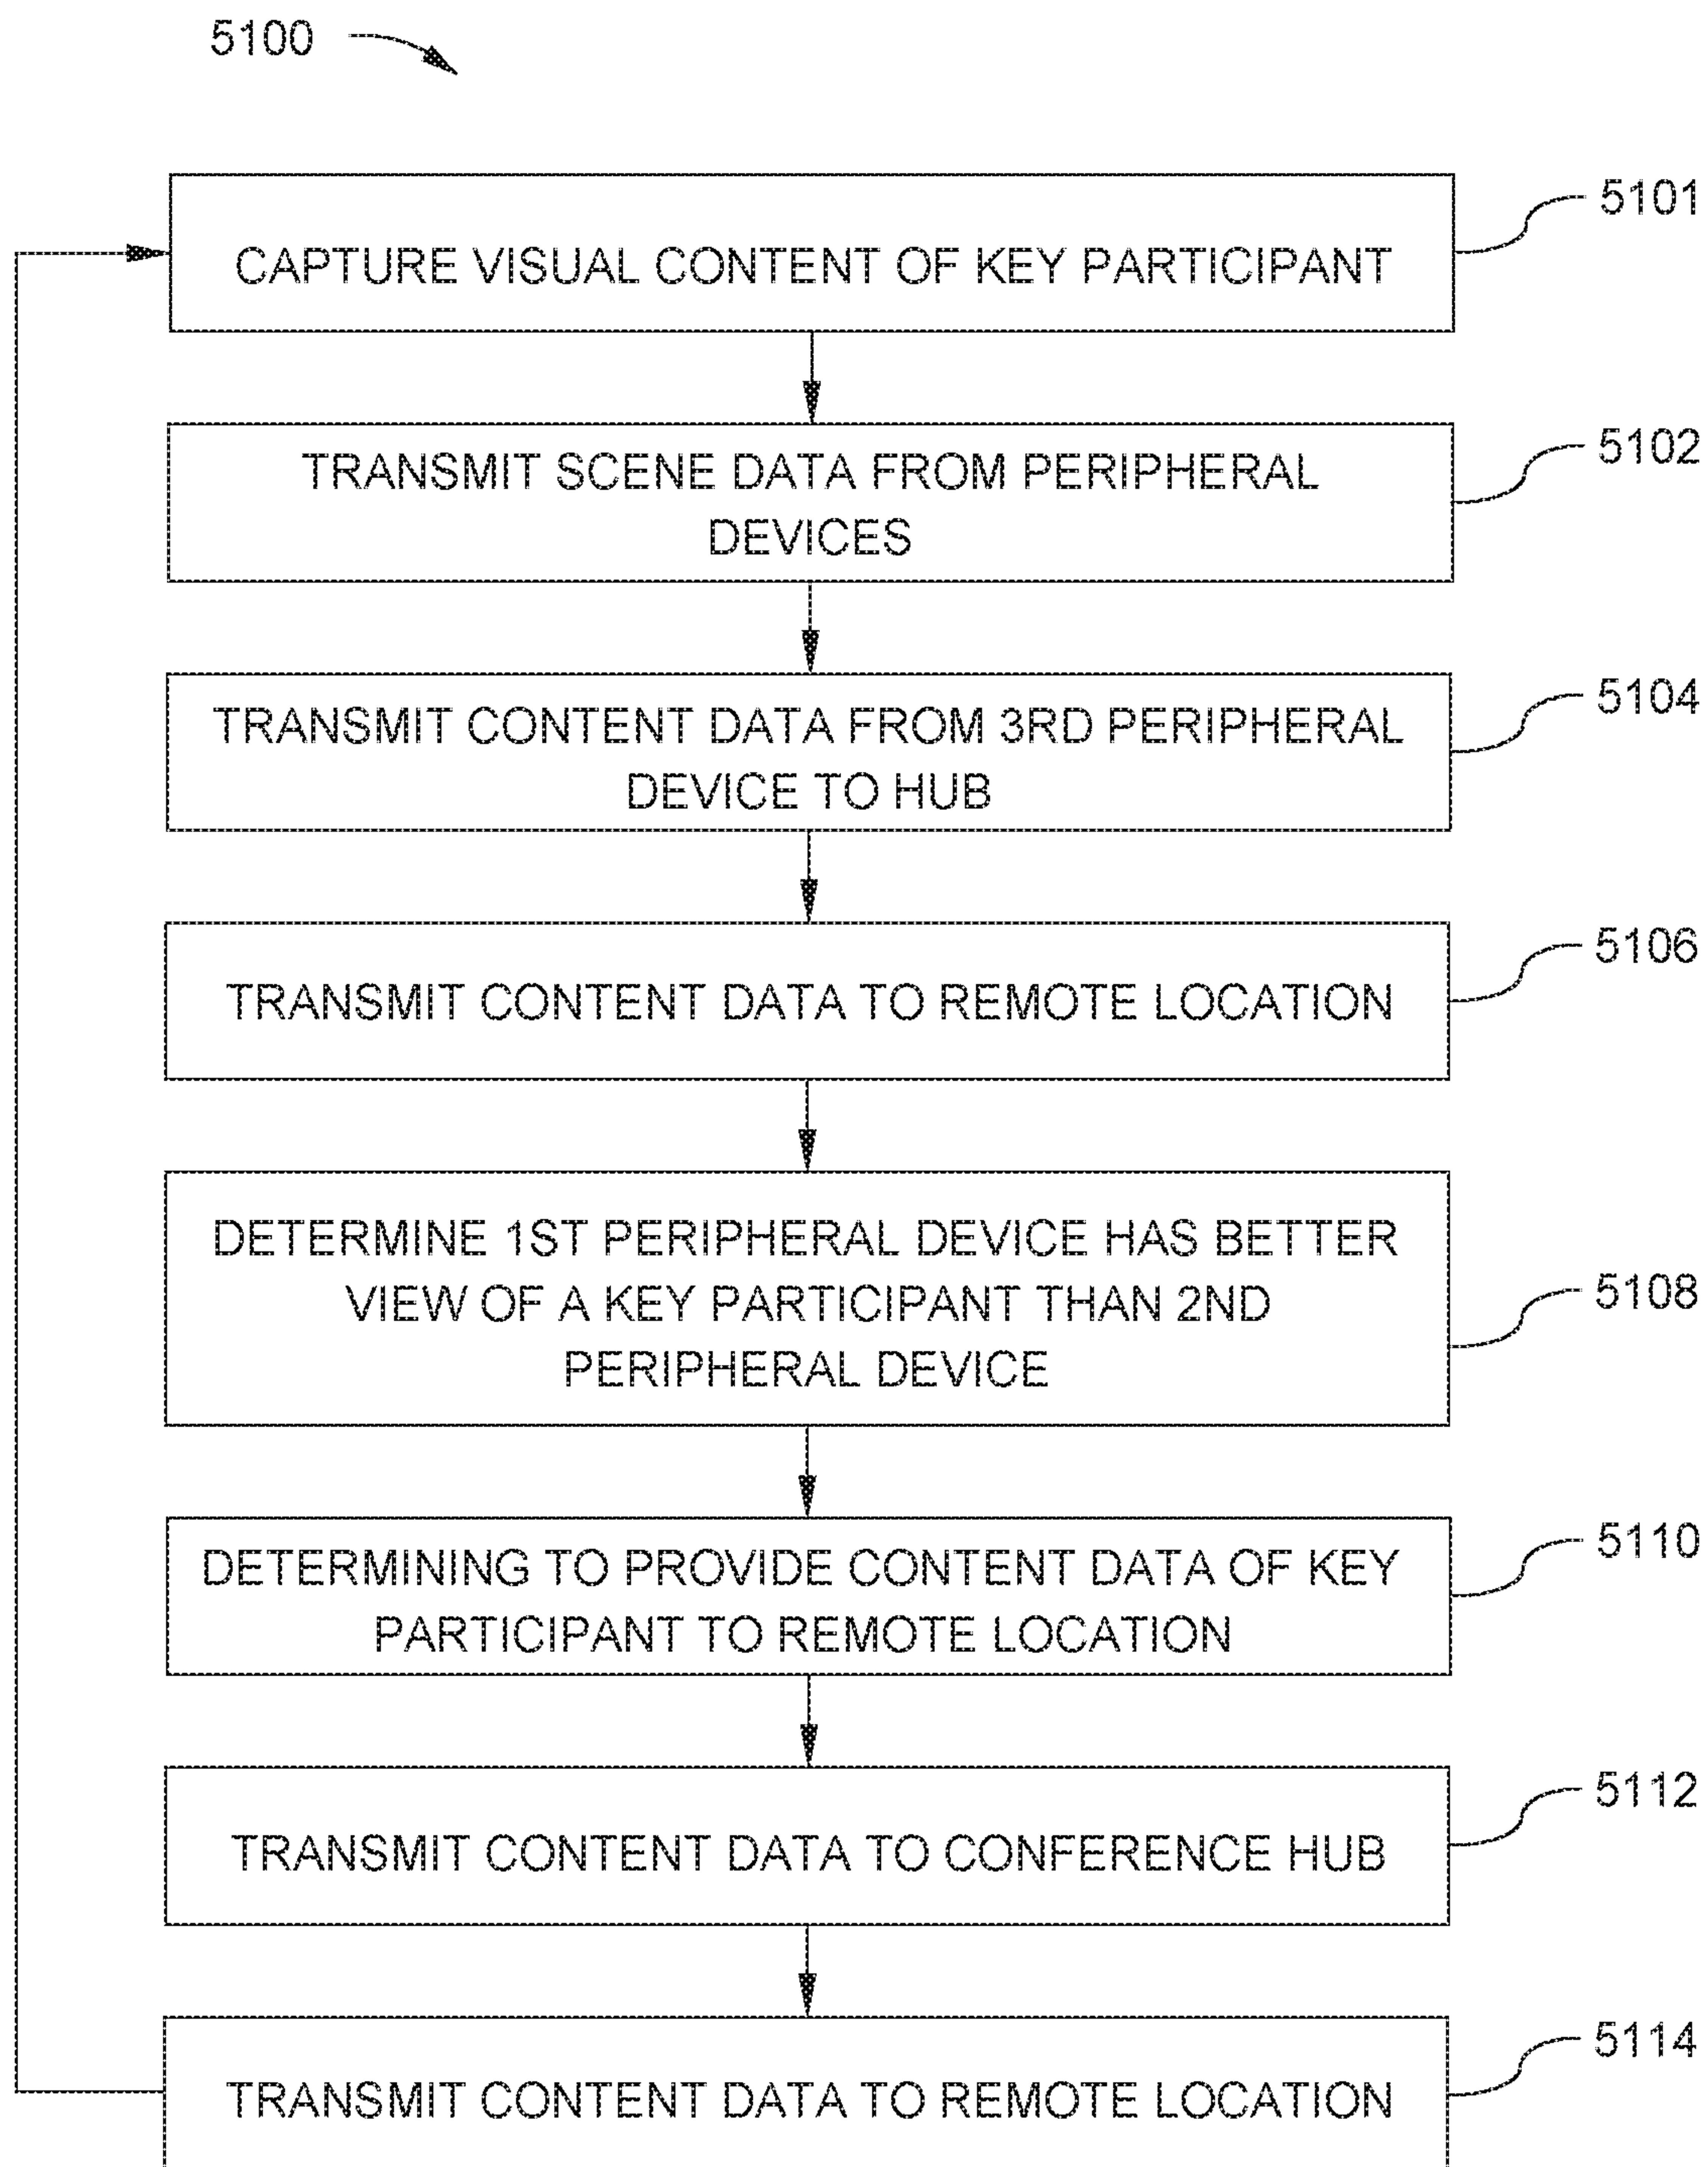 5100
5101
CAPTURE VISUAL CONTENT OF KEY PARTICIPANT
5102
TRANSMIT SCENE DATA FROM PERIPHERAL
DEVICES
5104
TRANSMIT CONTENT DATA FROM 3RD PERIPHERAL
DEVICE TO HUB
5106
TRANSMIT CONTENT DATA TO REMOTE LOCATION
DETERMINE 1ST PERIPHERAL DEVICE HAS BETTER
VIEW OF A KEY PARTICIPANT THAN 2ND
PERIPHERAL DEVICE
5108
5110
DETERMINING TO PROVIDE CONTENT DATA OF KEY
PARTICIPANT TO REMOTE LOCATION
5112
TRANSMIT CONTENT DATA TO CONFERENCE HUB
5114
TRANSMIT CONTENT DATA TO REMOTE LOCATION